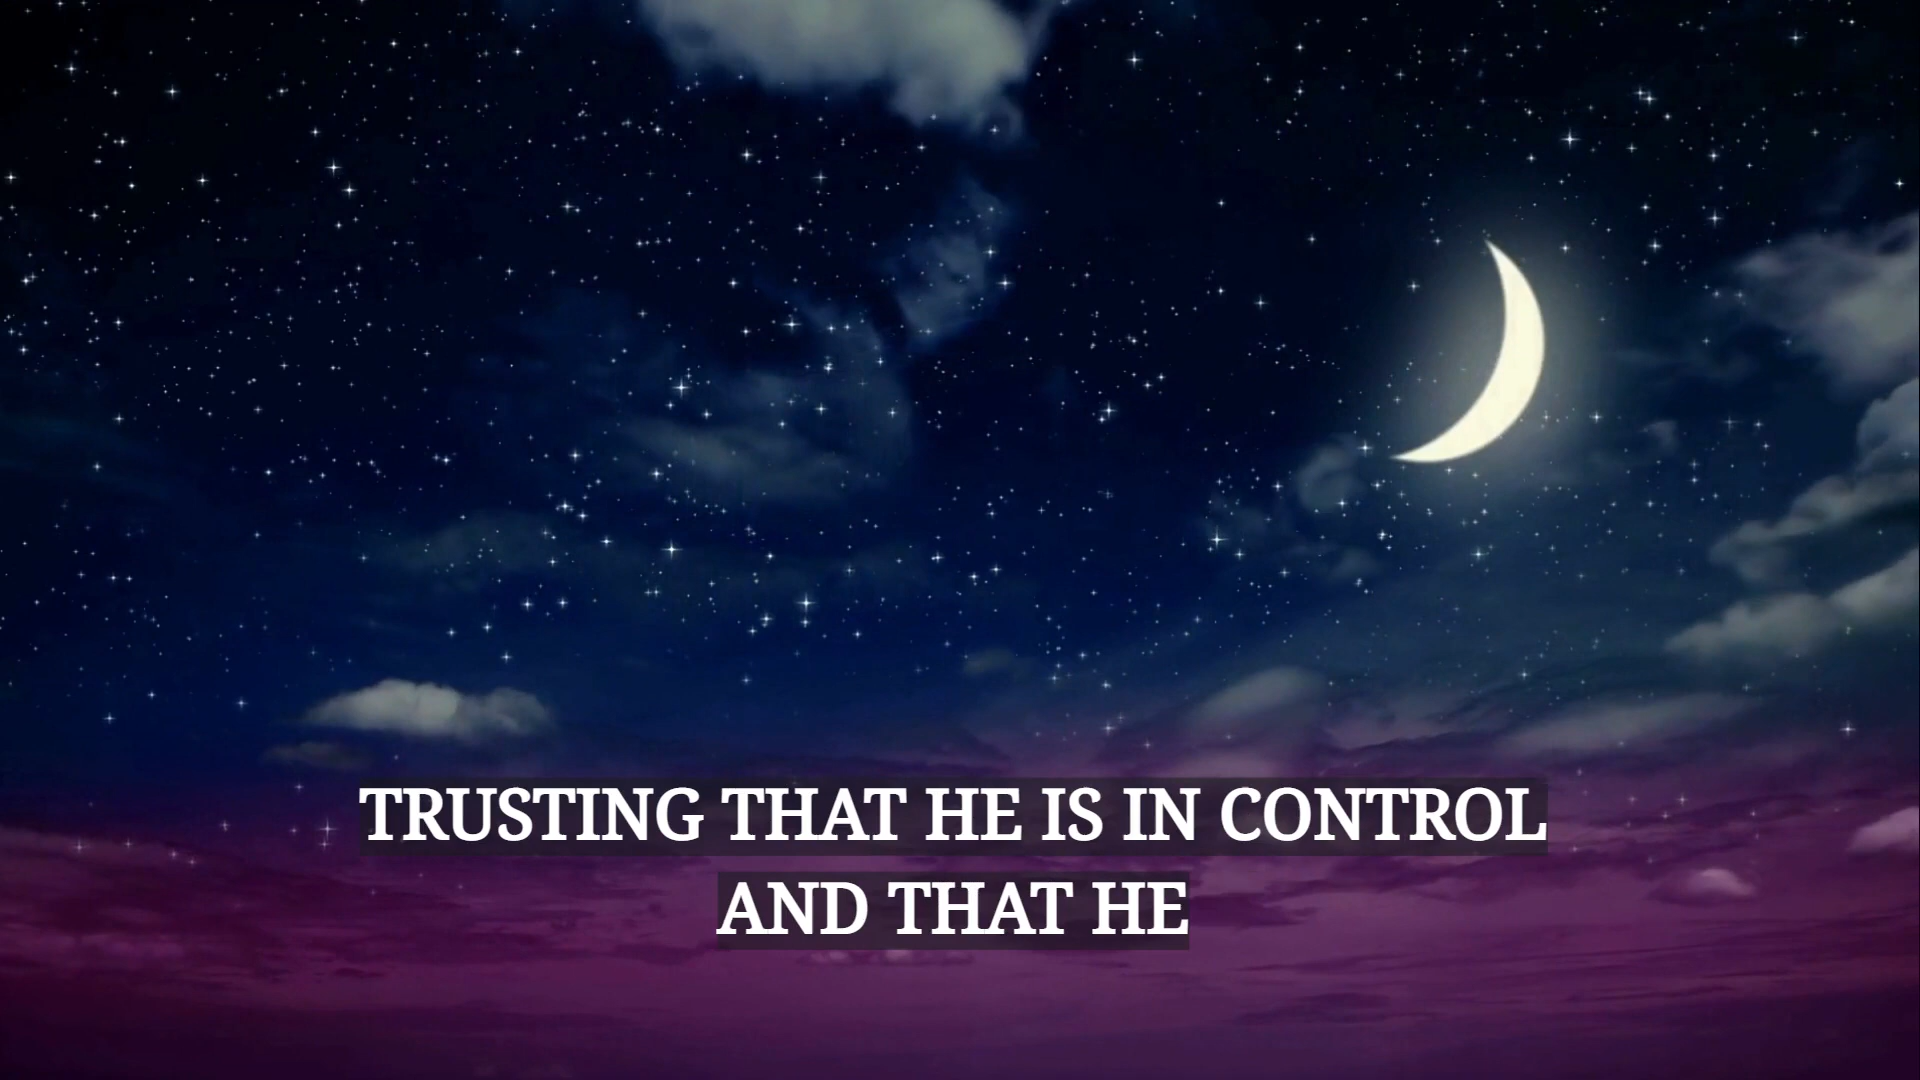 TRUSTING THAT HE IS IN CONTROL
AND THAT HE